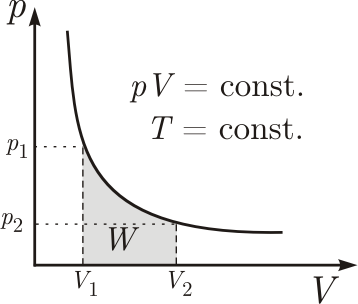 p
pV = const.
T = const.
p₁
p₂
W
V₁ V₂
V